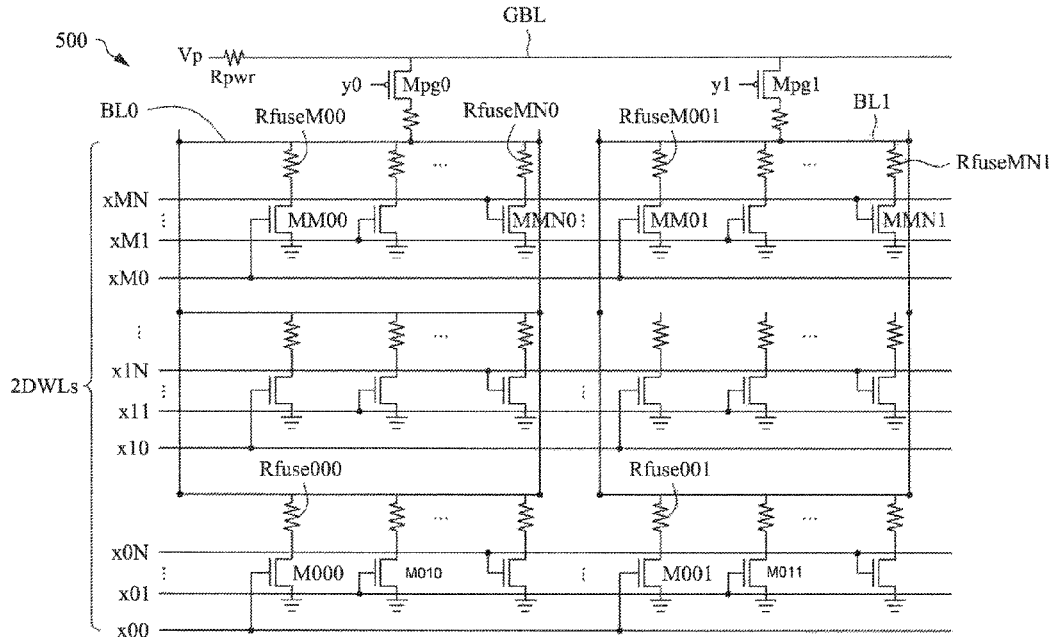 GBL
500
Vp
Rpwr
y0
Mpg0
y1
Mpg1
BL0
RfuseM00
RfuseMN0
RfuseM001
BL1
RfuseMN1
...
...
xMN
MM00
MMN0
MM01
MMN1
⋮
⋮
xM1
xM0
⋮
...
...
x1N
2DWLs
⋮
⋮
x11
x10
Rfuse000
Rfuse001
...
...
x0N
M000
M010
M001
M011
⋮
⋮
x01
x00